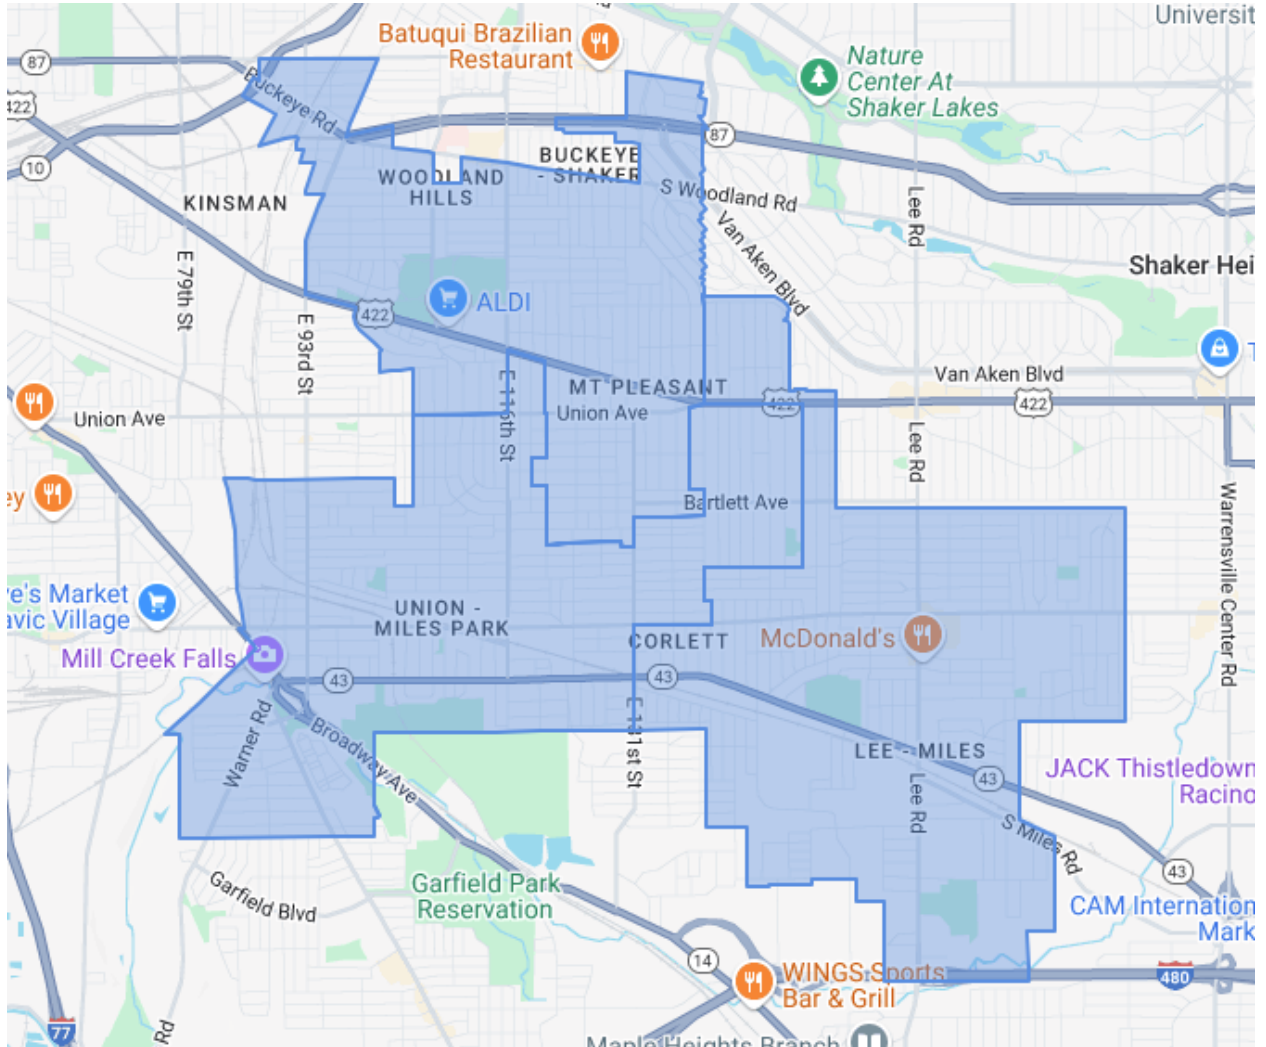 Universit
Batuqui Brazilian
Restaurant
Nature
Center At
Shaker Lakes
87
422
10
Buckeye Rd
87
BUCKEYE
- SHAKER
WOODLAND
HILLS
KINSMAN
S Woodland Rd
Lee Rd
Van Aken Blvd
Shaker Hei
E 79th St
ALDI
422
E 93rd St
T
Van Aken Blvd
MT PLEASANT
E 116th St
Union Ave
Union Ave
422
422
Lee Rd
ey
Bartlett Ave
Warrensville Center Rd
ve's Market
avic Village
UNION -
MILES PARK
CORLETT
McDonald's
Mill Creek Falls
43
43
E 131st St
Warner Rd
Broadway Ave
LEE - MILES
43
JACK Thistledown
Racino
Lee Rd
S Miles Rd
43
Garfield Blvd
Garfield Park
Reservation
CAM Internation
Mark
14
WINGS Sports
Bar & Grill
480
77
Rd
Maple Heights Branch